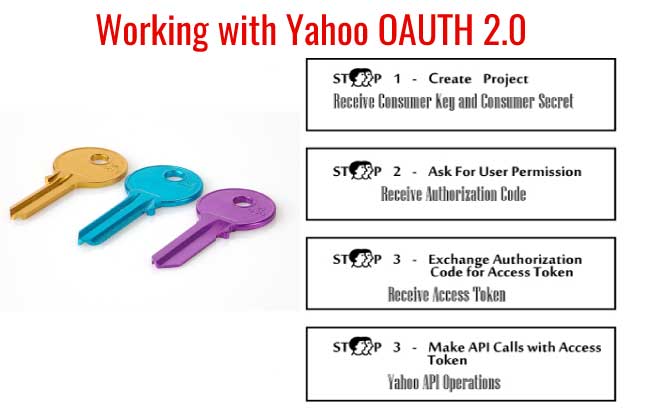 Working with Yahoo OAUTH 2.0
STEP 1 - Create Project
Receive Consumer Key and Consumer Secret
STEP 2 - Ask For User Permission
Receive Authorization Code
STEP 3 - Exchange Authorization
Code for Access Token
Receive Access Token
STEP 3 - Make API Calls with Access
Token
Yahoo API Operations